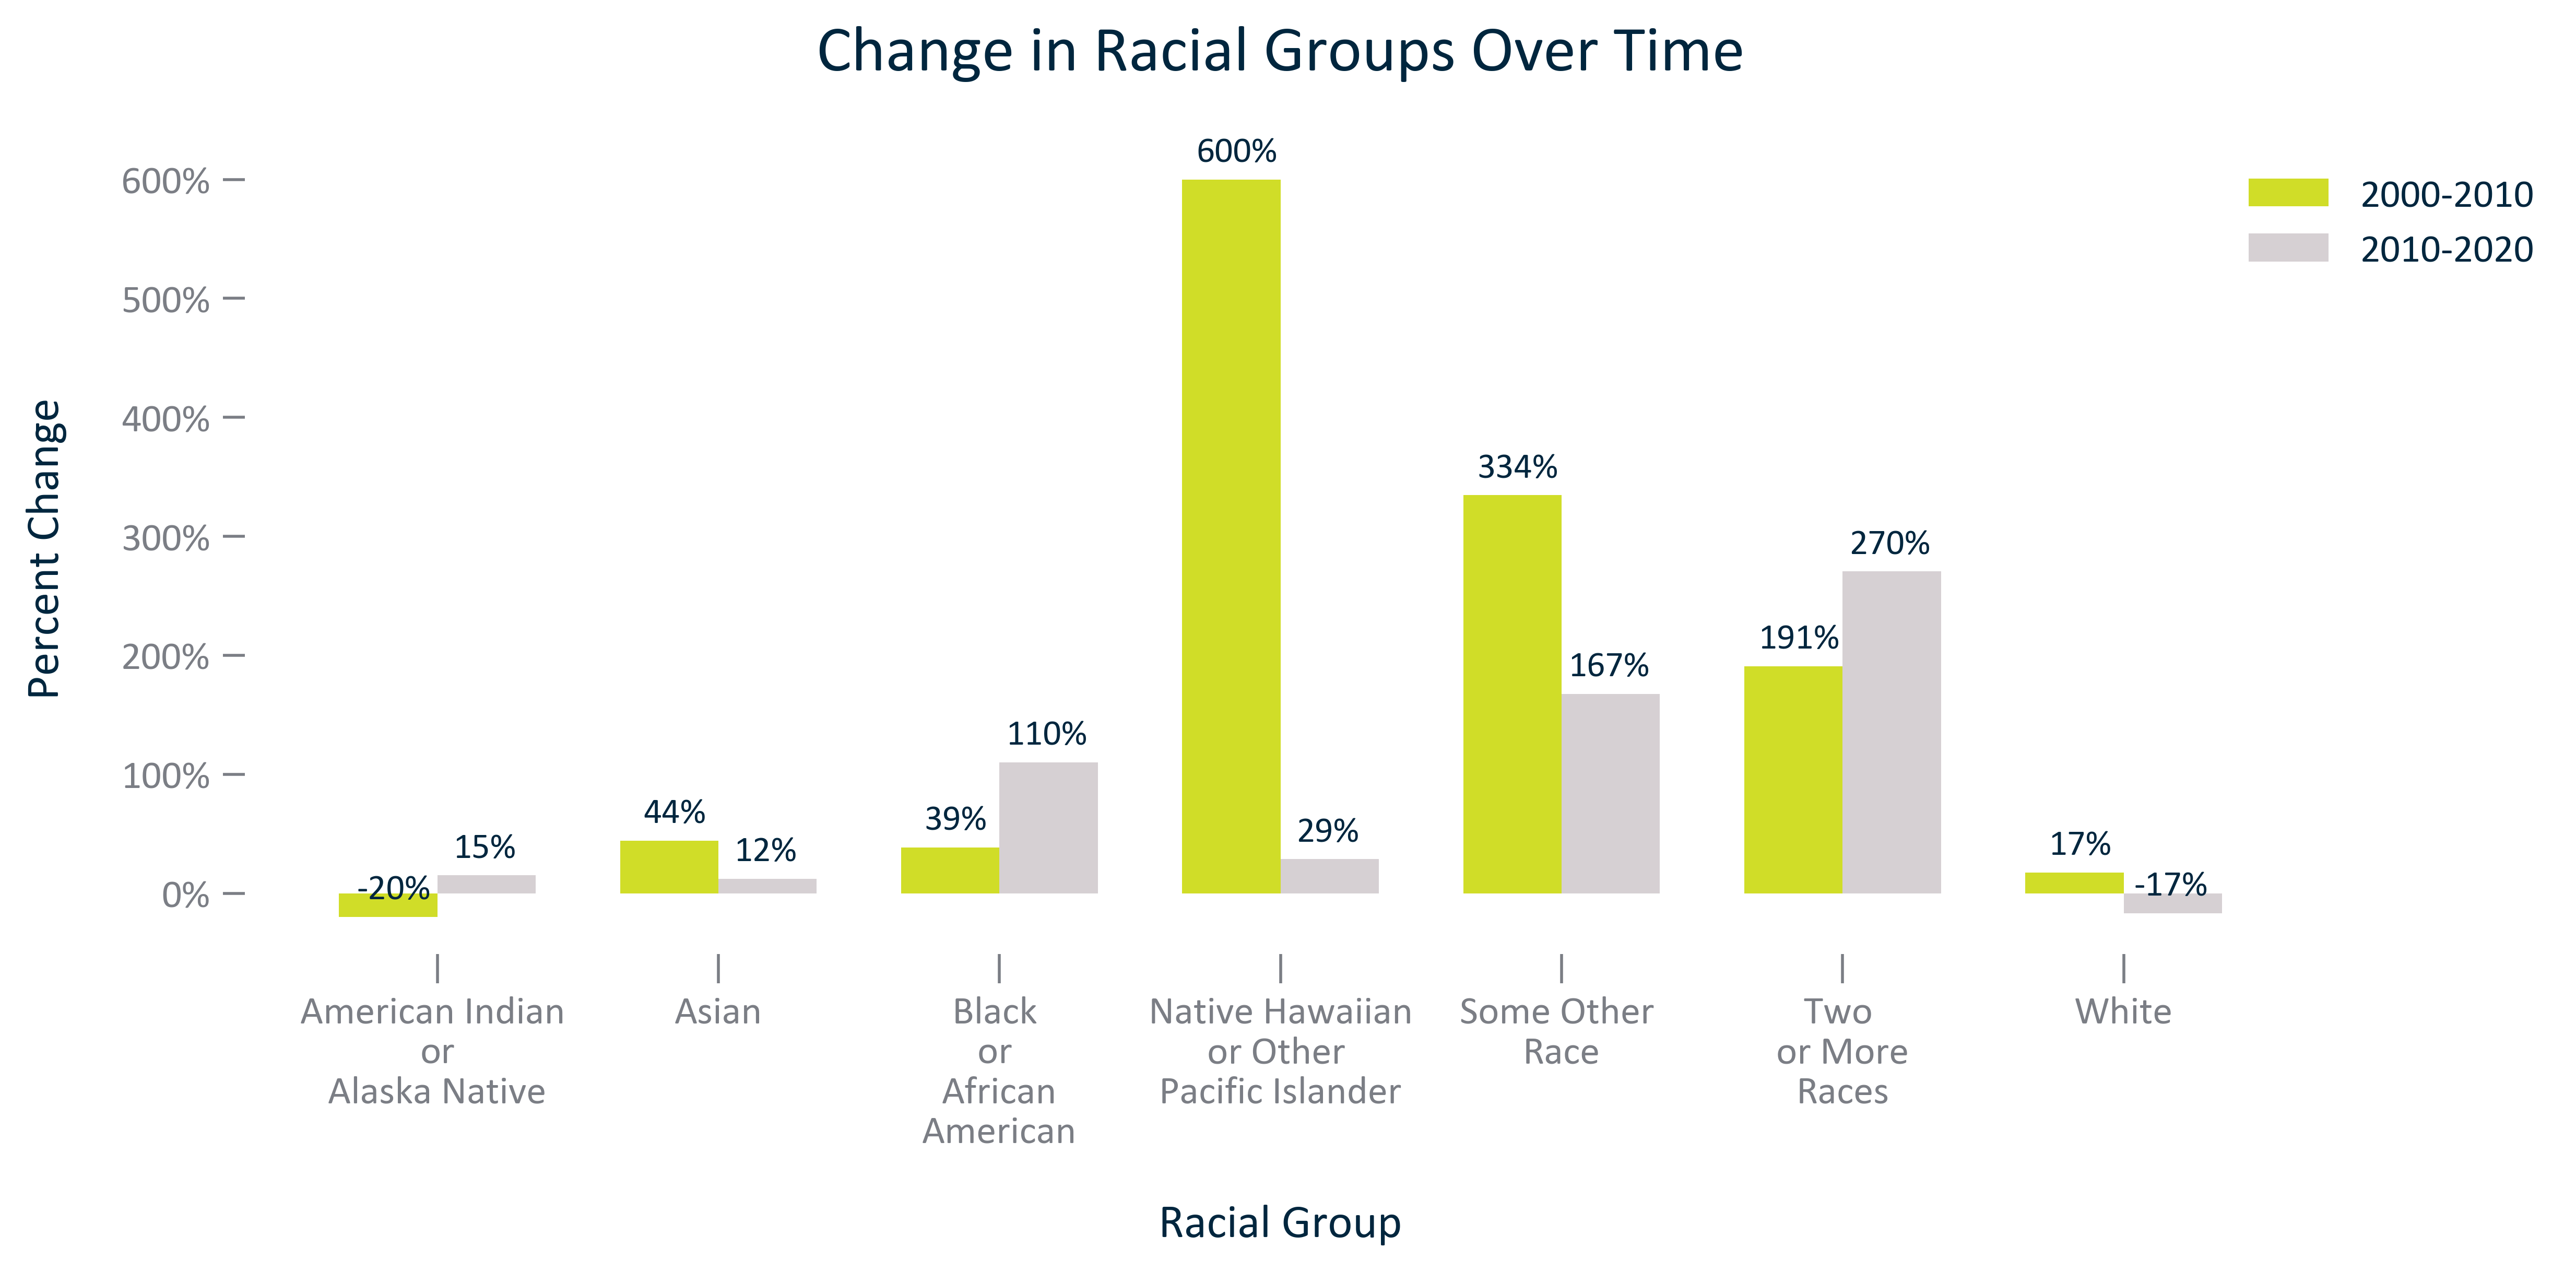 Change in Racial Groups Over Time
600%
600%
2000-2010
2010-2020
500%
Percent Change
400%
334%
300%
270%
200%
191%
167%
110%
100%
44%
39%
29%
17%
15%
12%
0%
-20%
-17%
American Indian
or
Alaska Native
Asian
Black
or
African
American
Native Hawaiian
or Other
Pacific Islander
Some Other
Race
Two
or More
Races
White
Racial Group